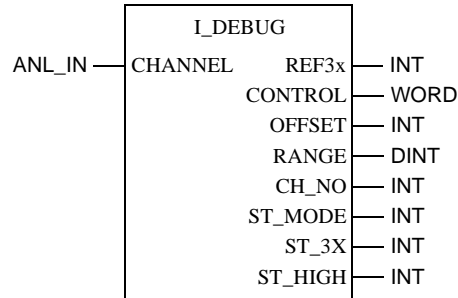 I_DEBUG
ANL_IN CHANNEL REF3x INT
CONTROL WORD
OFFSET INT
RANGE DINT
CH_NO INT
ST_MODE INT
ST_3X INT
ST_HIGH INT